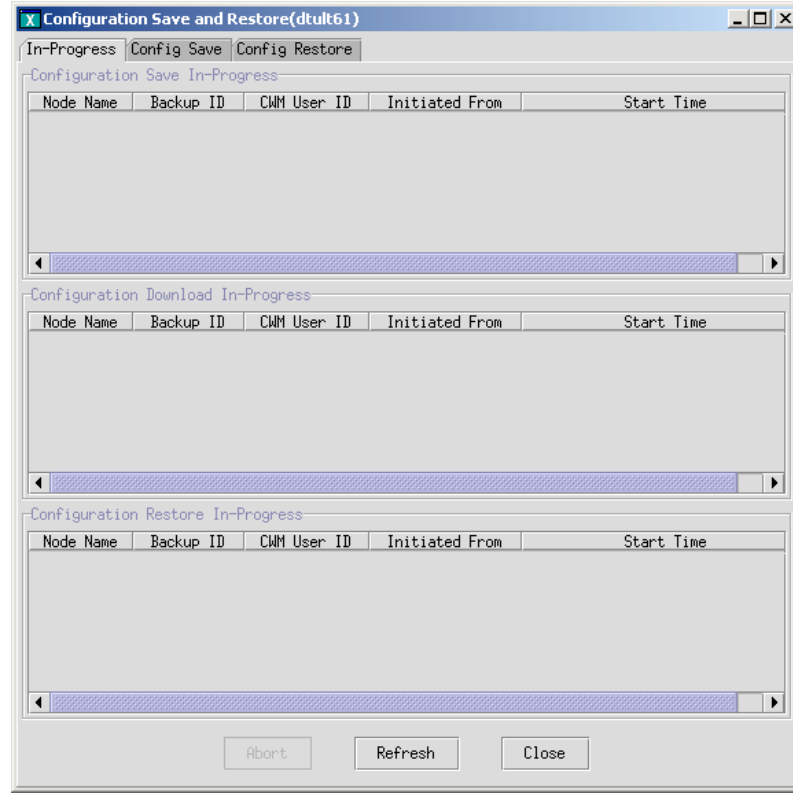 X Configuration Save and Restore(dtult61)
In-Progress Config Save Config Restore
Configuration Save In-Progress
Node Name Backup ID CWM User ID Initiated From Start Time
Configuration Download In-Progress
Node Name Backup ID CWM User ID Initiated From Start Time
Configuration Restore In-Progress
Node Name Backup ID CWM User ID Initiated From Start Time
Abort Refresh Close